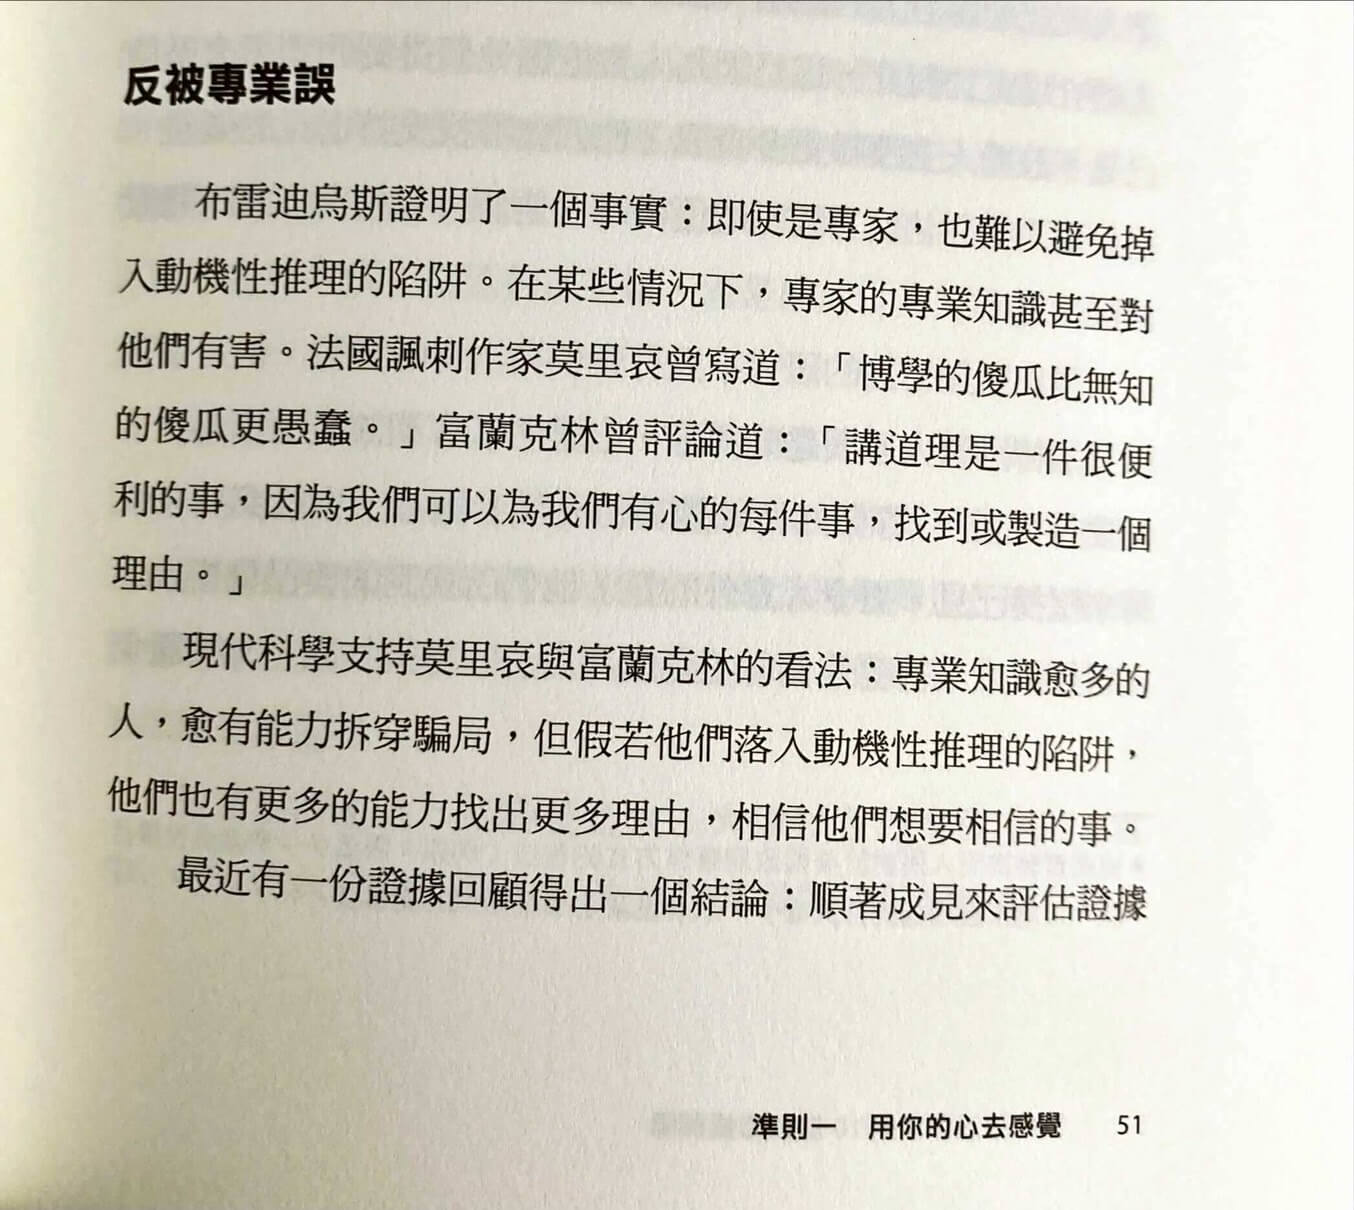 反被專業誤
布雷迪烏斯證明了一個事實：即使是專家，也難以避免掉
入動機性推理的陷阱。在某些情況下，專家的專業知識甚至對
他們有害。法國諷刺作家莫里哀曾寫道：「博學的傻瓜比無知
的傻瓜更愚蠢。」富蘭克林曾評論道：「講道理是一件很便
利的事，因為我們可以為我們有心的每件事，找到或製造一個
理由。」
現代科學支持莫里哀與富蘭克林的看法：專業知識愈多的
人，愈有能力拆穿騙局，但假若他們落入動機性推理的陷阱，
他們也有更多的能力找出更多理由，相信他們想要相信的事。
最近有一份證據回顧得出一個結論：順著成見來評估證據
準則一　用你的心去感覺　51